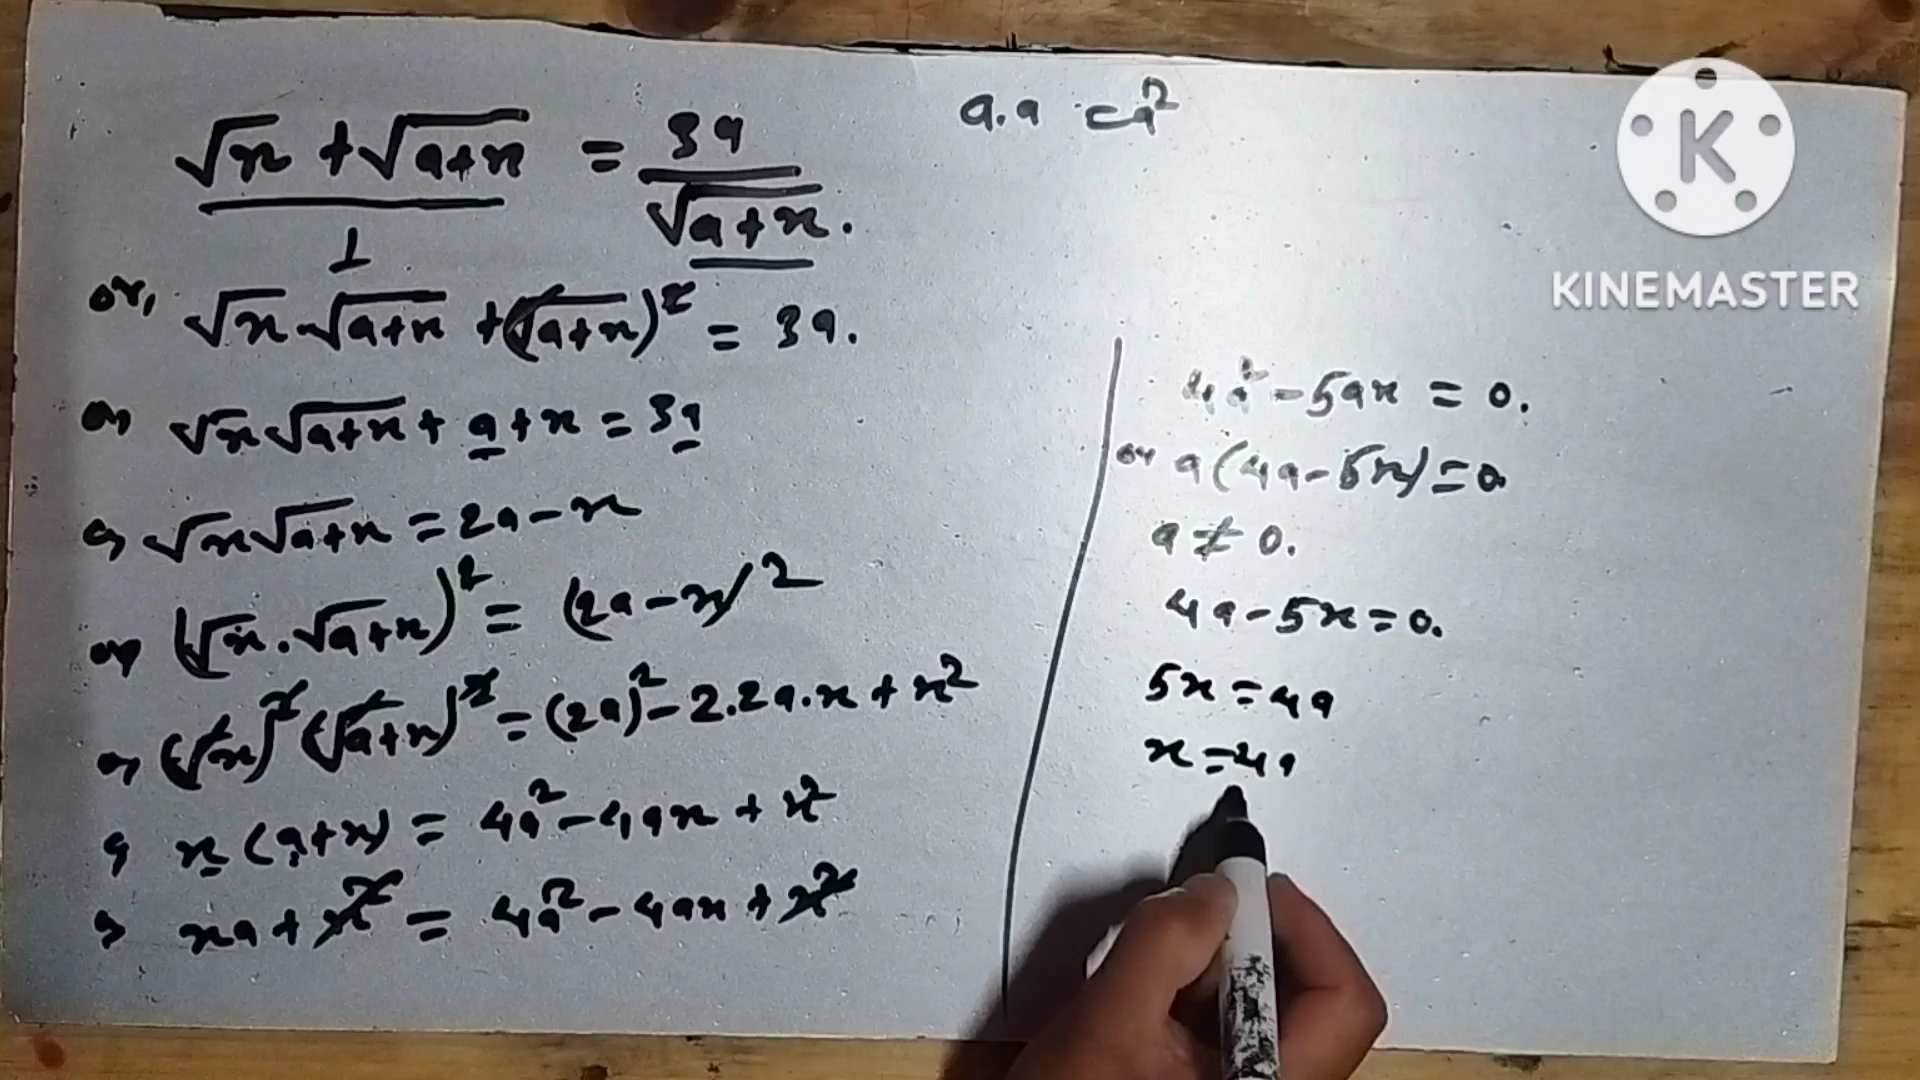 √x + √a+x / 1 = 3a / √a+x .
or, √x √a+x + (√a+x)² = 3a.
or √x √a+x + a + x = 3a
or √x √a+x = 2a - x
or (√x . √a+x)² = (2a - x)²
or (√x)² (√a+x)² = (2a)² - 2.2a.x + x²
or x (a+x) = 4a² - 4ax + x²
or xa + x² = 4a² - 4ax + x²
a.a = a²
4a² - 5ax = 0.
or a(4a - 5x) = 0
a ≠ 0.
4a - 5x = 0.
5x = 4a
x = 4a
K
KINEMASTER